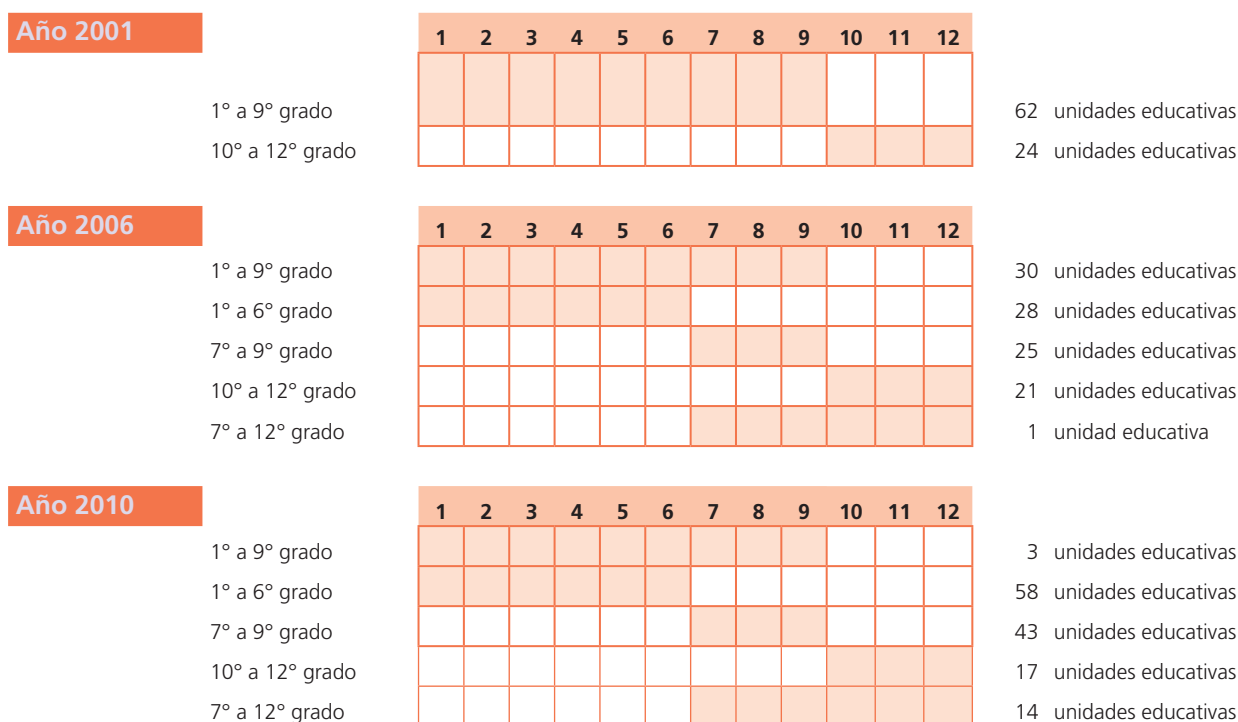 Año 2001 1 2 3 4 5 6 7 8 9 10 11 12
1° a 9° grado 62 unidades educativas
10° a 12° grado 24 unidades educativas
Año 2006 1 2 3 4 5 6 7 8 9 10 11 12
1° a 9° grado 30 unidades educativas
1° a 6° grado 28 unidades educativas
7° a 9° grado 25 unidades educativas
10° a 12° grado 21 unidades educativas
7° a 12° grado 1 unidad educativa
Año 2010 1 2 3 4 5 6 7 8 9 10 11 12
1° a 9° grado 3 unidades educativas
1° a 6° grado 58 unidades educativas
7° a 9° grado 43 unidades educativas
10° a 12° grado 17 unidades educativas
7° a 12° grado 14 unidades educativas